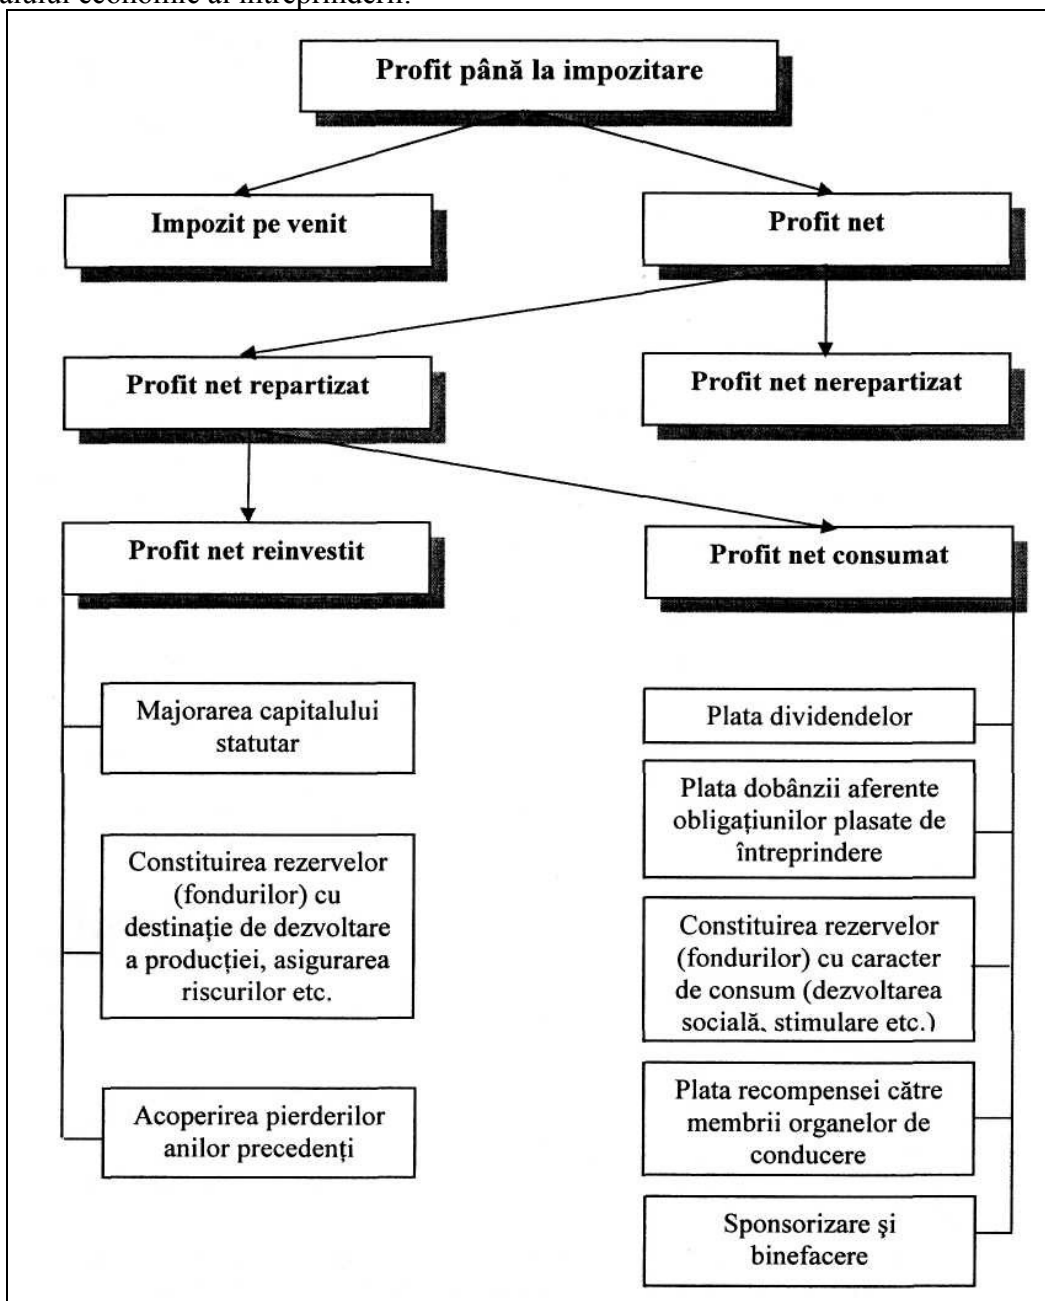 economic al întreprinderii.
Profit până la impozitare
Impozit pe venit
Profit net
Profit net repartizat
Profit net nerepartizat
Profit net reinvestit
Profit net consumat
Majorarea capitalului
statutar
Constituirea rezervelor
(fondurilor) cu
destinație de dezvoltare
a producției, asigurarea
riscurilor etc.
Acoperirea pierderilor
anilor precedenți
Plata dividendelor
Plata dobânzii aferente
obligațiunilor plasate de
întreprindere
Constituirea rezervelor
(fondurilor) cu caracter
de consum (dezvoltarea
socială, stimulare etc.)
Plata recompensei către
membrii organelor de
conducere
Sponsorizare şi
binefacere